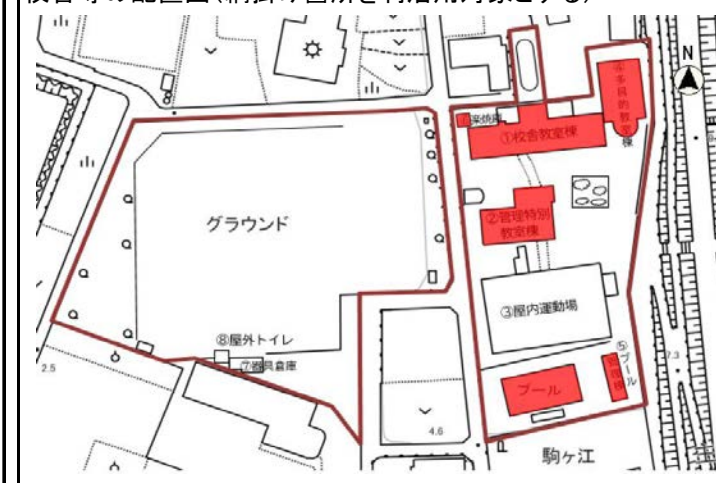 校舎等の配置図(網掛け箇所を利活用対象とする)
N
④多目的教室棟
①校舎教室棟
グラウンド
②管理特別
教室棟
③屋内運動場
⑧屋外トイレ
⑦器具倉庫
⑤プール
プール
7.3
2.5
4.6
駒ヶ江